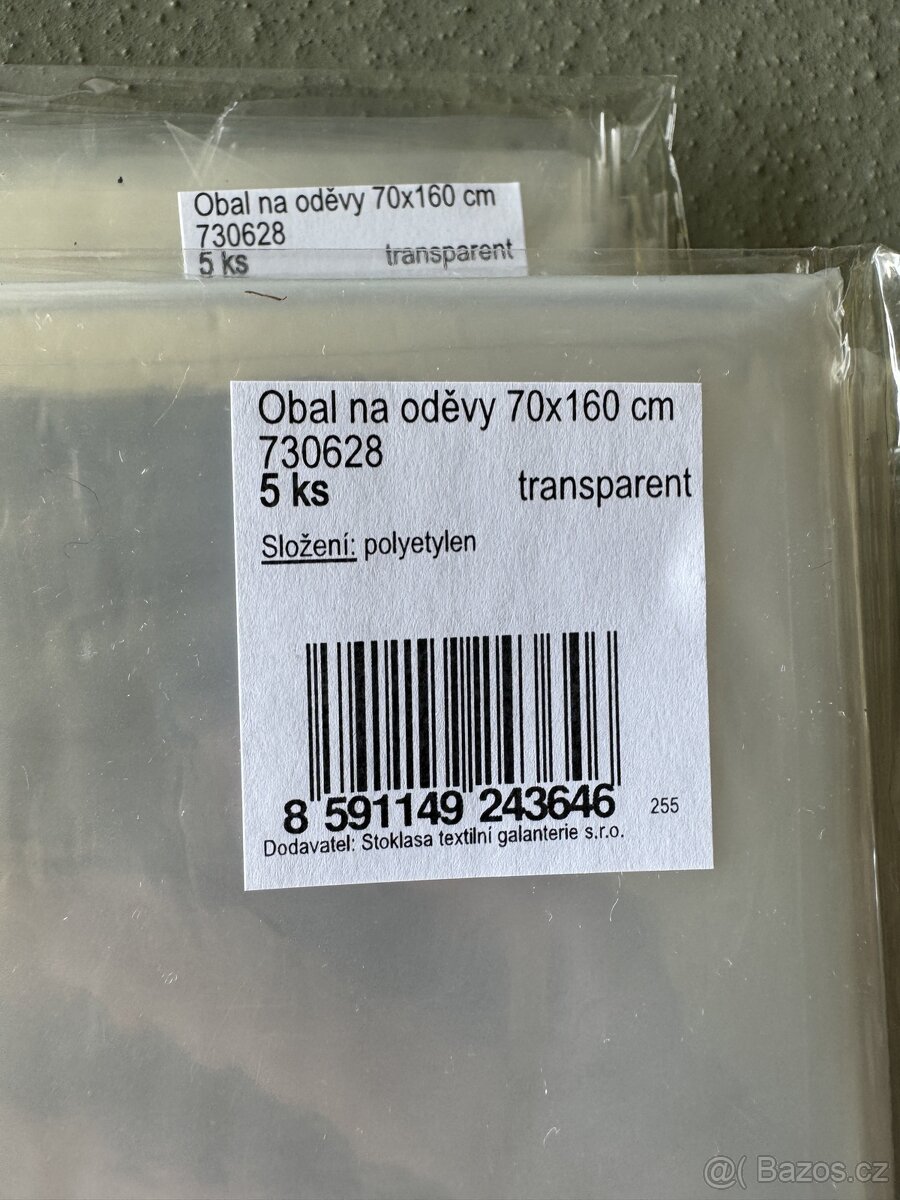 Obal na oděvy 70x160 cm
730628
5 ks transparent
Obal na oděvy 70x160 cm
730628
5 ks transparent
Složení: polyetylen
8 591149 243646 255
Dodavatel: Stoklasa textilní galanterie s.r.o.
@( Bazos.cz